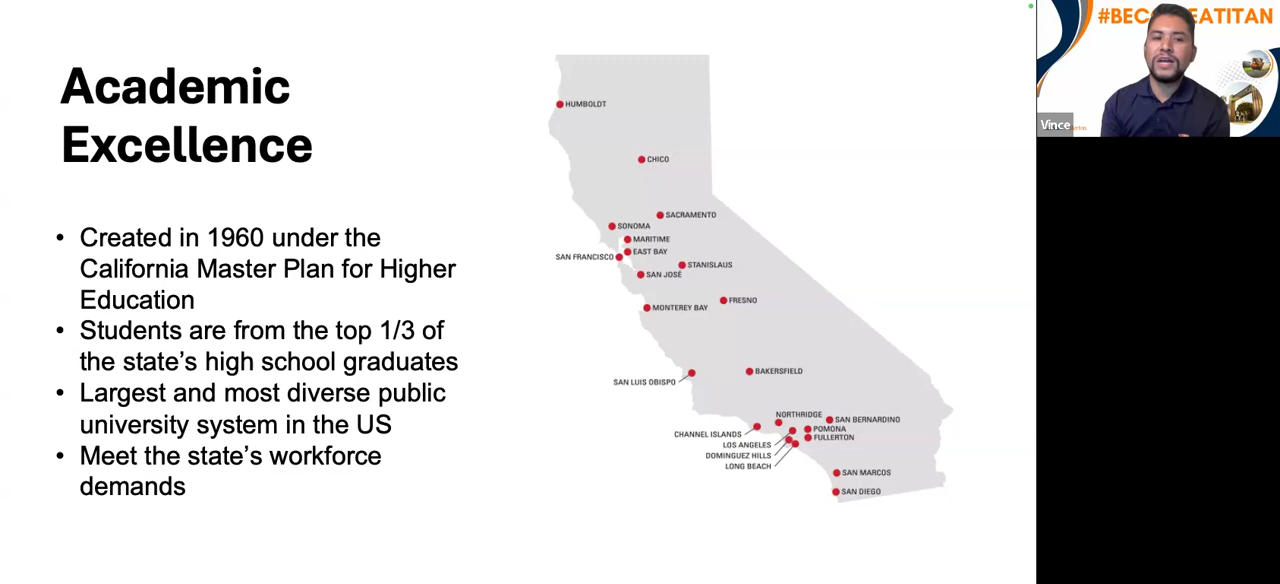 Academic
Excellence
• Created in 1960 under the
California Master Plan for Higher
Education
• Students are from the top 1/3 of
the state’s high school graduates
• Largest and most diverse public
university system in the US
• Meet the state’s workforce
demands
HUMBOLDT
CHICO
SACRAMENTO
SONOMA
MARITIME
EAST BAY
SAN FRANCISCO
STANISLAUS
SAN JOSÉ
FRESNO
MONTEREY BAY
BAKERSFIELD
SAN LUIS OBISPO
NORTHRIDGE
SAN BERNARDINO
CHANNEL ISLANDS
POMONA
FULLERTON
LOS ANGELES
DOMINGUEZ HILLS
LONG BEACH
SAN MARCOS
SAN DIEGO
#BEC EATITAN
Vince